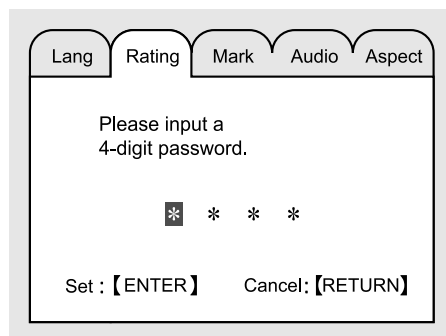 Lang Rating Mark Audio Aspect
Please input a
4-digit password.
* * * *
Set :【ENTER】 Cancel:【RETURN】